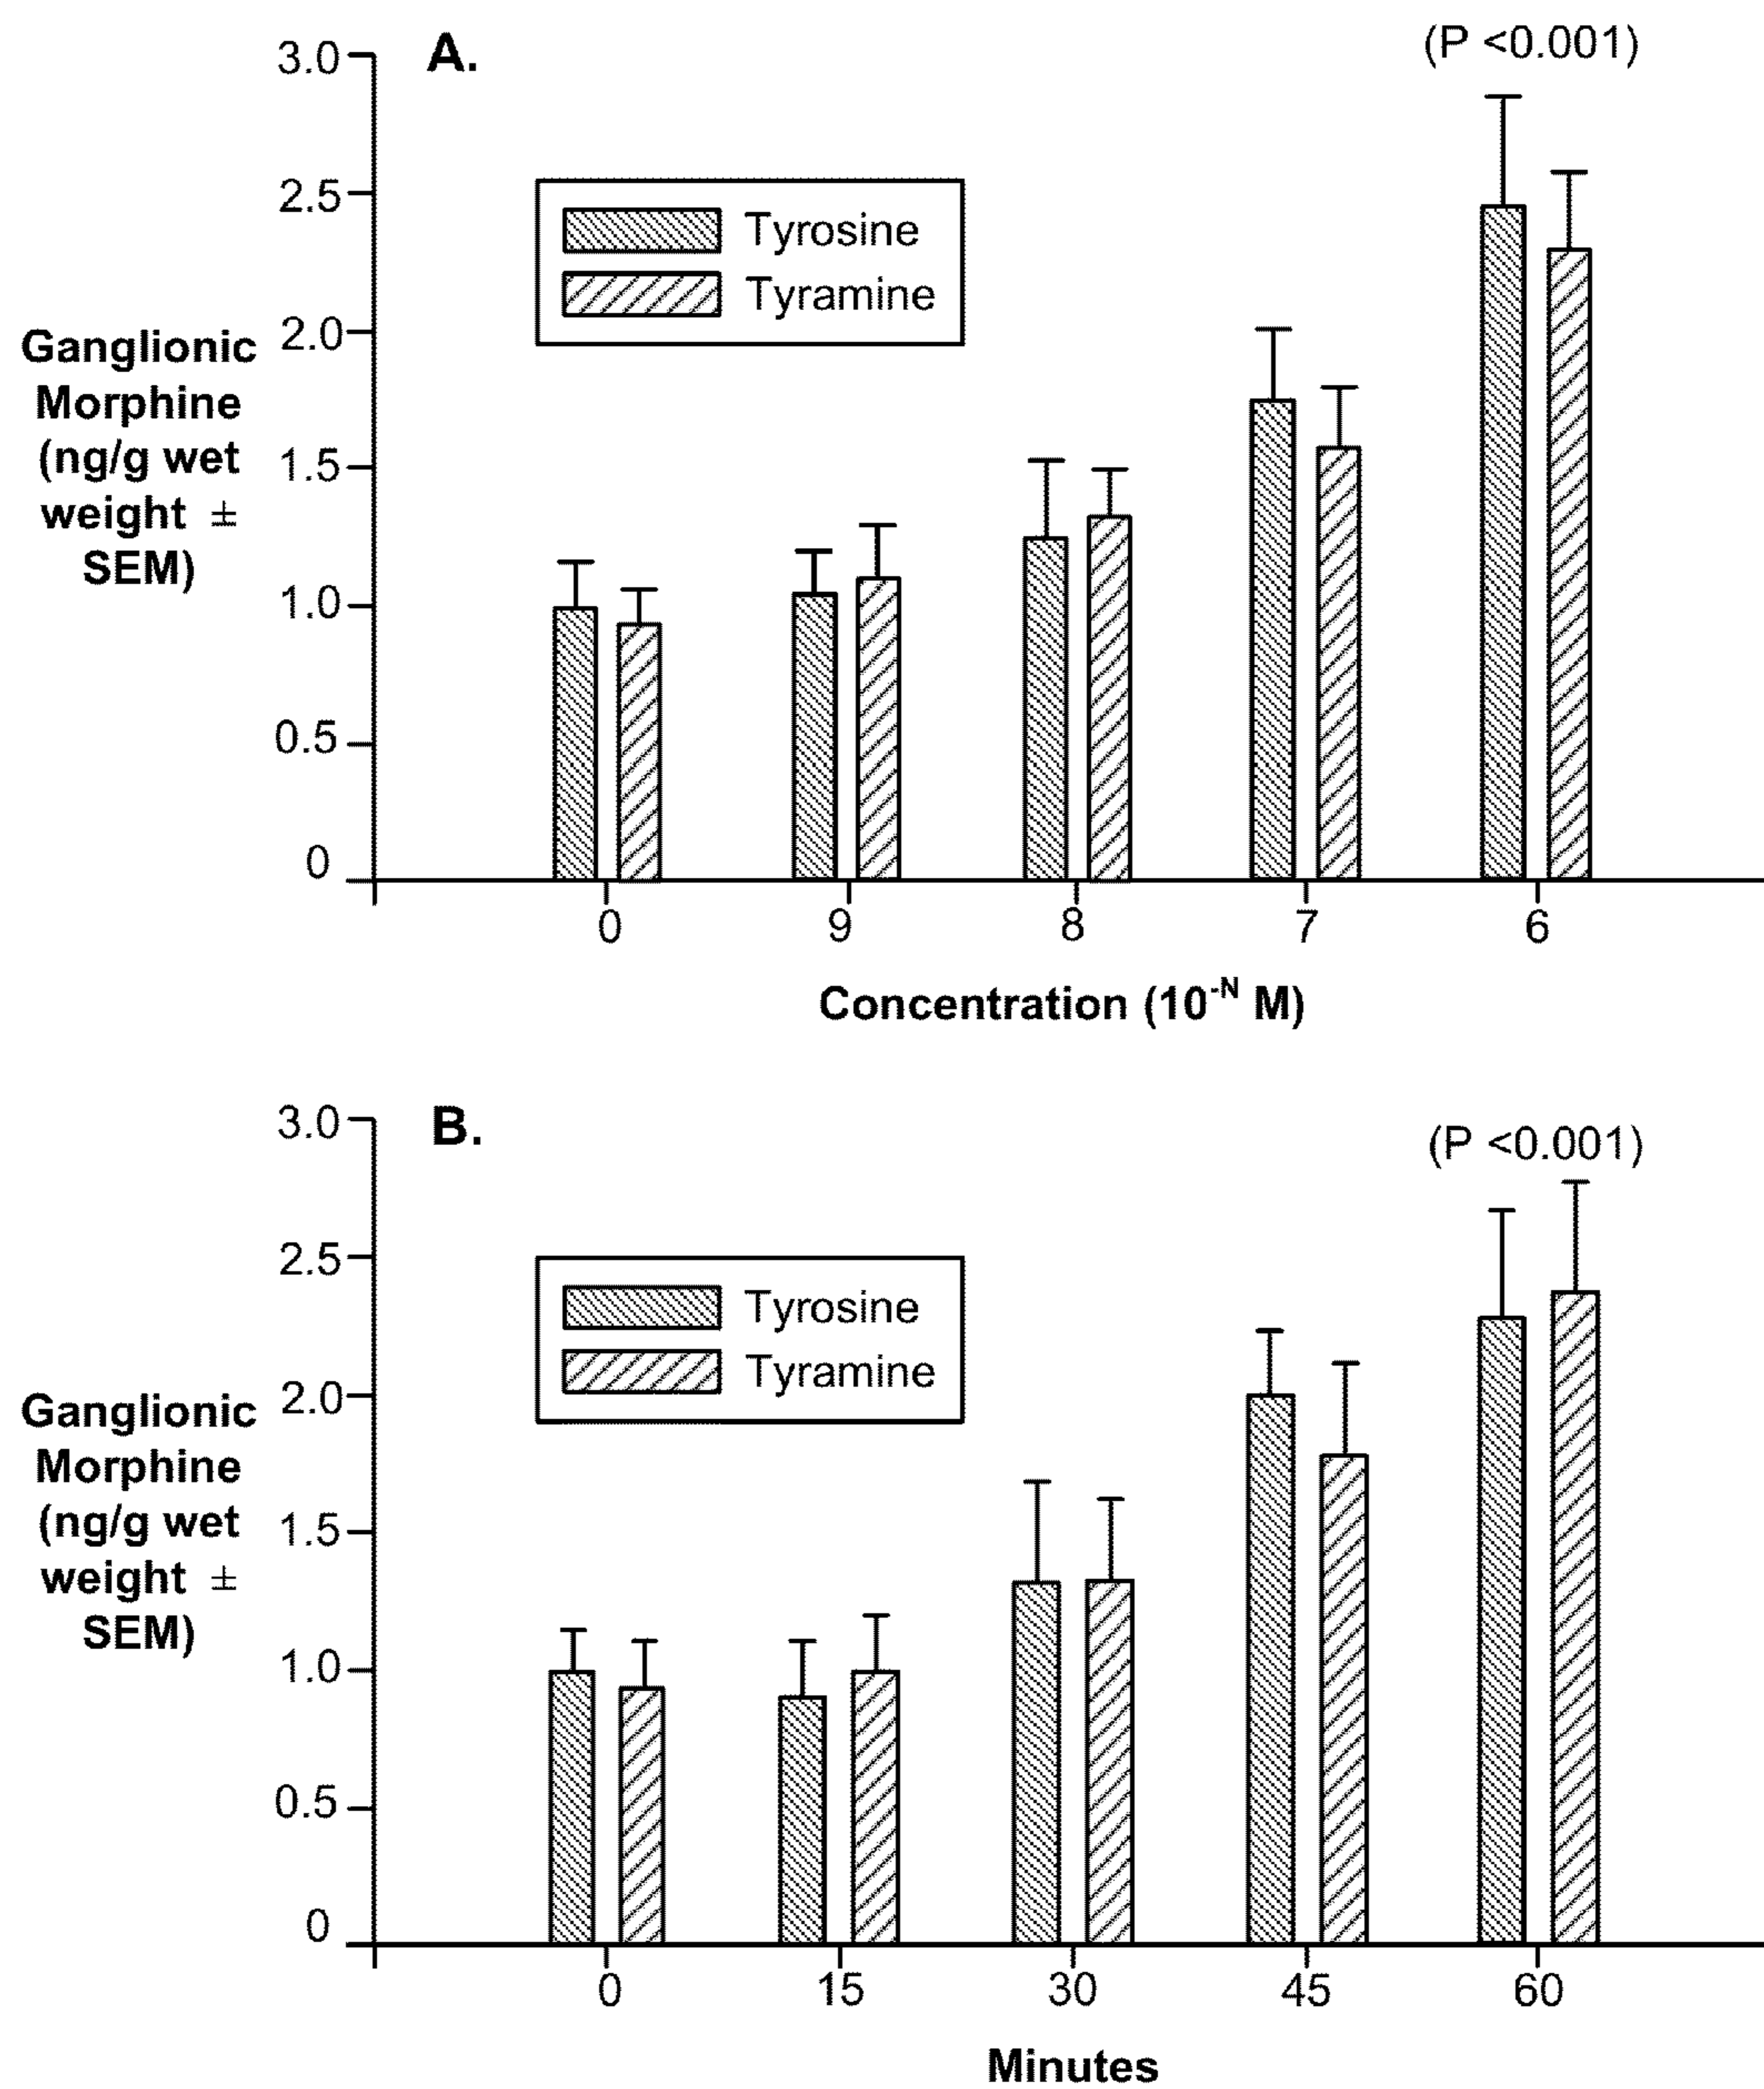 A.
(P <0.001)
3.0
2.5
2.0
1.5
1.0
0.5
0
Tyrosine
Tyramine
Ganglionic
Morphine
(ng/g wet
weight ±
SEM)
0 9 8 7 6
Concentration (10⁻ᴺ M)
B.
(P <0.001)
3.0
2.5
2.0
1.5
1.0
0.5
0
Tyrosine
Tyramine
Ganglionic
Morphine
(ng/g wet
weight ±
SEM)
0 15 30 45 60
Minutes